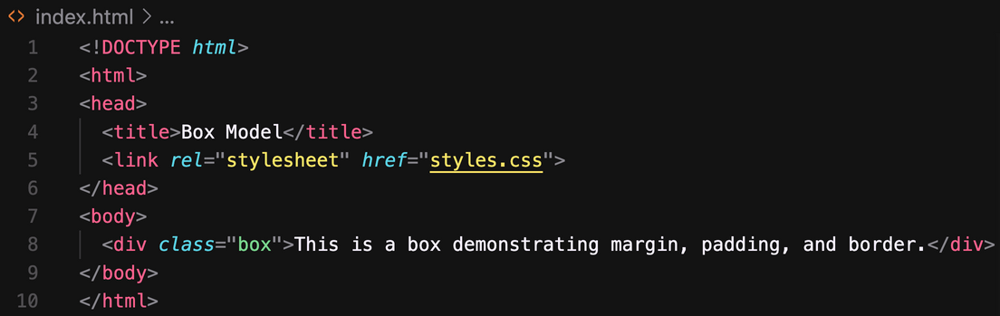 index.html > ...
1 <!DOCTYPE html>
2 <html>
3 <head>
4 <title>Box Model</title>
5 <link rel="stylesheet" href="styles.css">
6 </head>
7 <body>
8 <div class="box">This is a box demonstrating margin, padding, and border.</div>
9 </body>
10 </html>